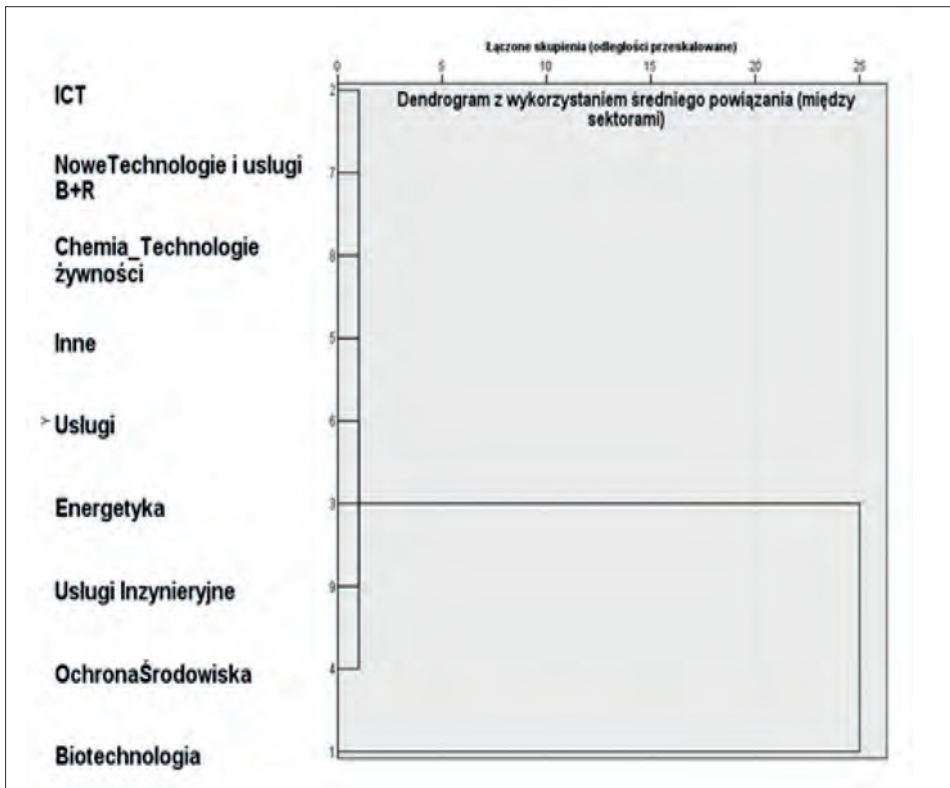 Łączone skupienia (odległości przeskalowane)
0 5 10 15 20 25
Dendrogram z wykorzystaniem średniego powiązania (między
sektorami)
ICT 2
NoweTechnologie i uslugi
B+R 7
Chemia_Technologie
żywności 8
Inne 5
Y
Uslugi 6
Energetyka 3
Uslugi Inzynieryjne 9
OchronaŚrodowiska 4
Biotechnologia 1